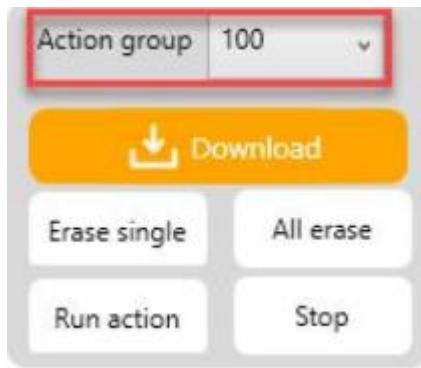 Action group 100
Download
Erase single All erase
Run action Stop